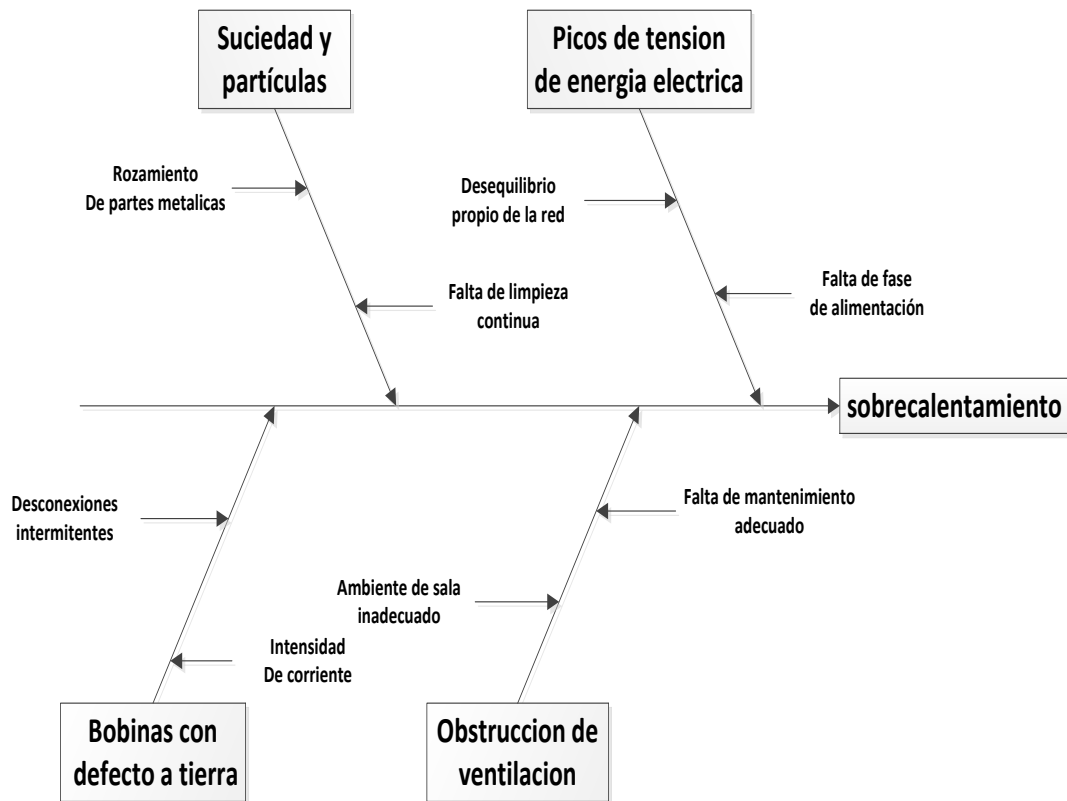 Suciedad y
partículas
Picos de tension
de energia electrica
Rozamiento
De partes metalicas
Desequilibrio
propio de la red
Falta de limpieza
continua
Falta de fase
de alimentación
sobrecalentamiento
Desconexiones
intermitentes
Falta de mantenimiento
adecuado
Ambiente de sala
inadecuado
Intensidad
De corriente
Bobinas con
defecto a tierra
Obstruccion de
ventilacion